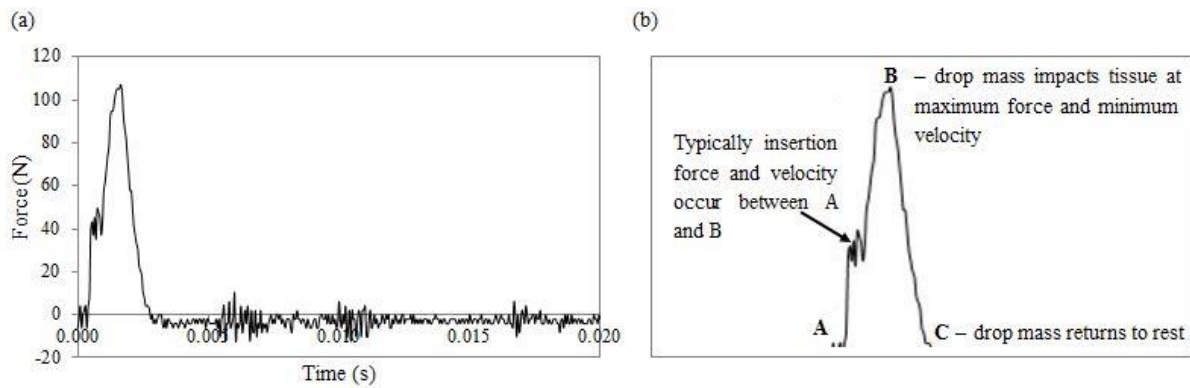 (a)
120
100
80
60
40
20
0
-20
Force (N)
0.000
0.005
0.010
0.015
0.020
Time (s)
(b)
B – drop mass impacts tissue at
maximum force and minimum
velocity
Typically insertion
force and velocity
occur between A
and B
A
C – drop mass returns to rest